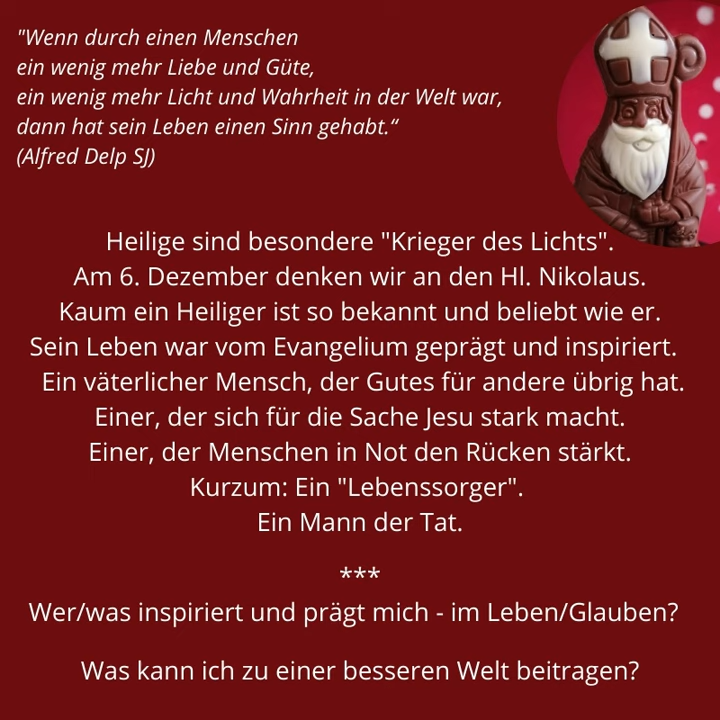 "Wenn durch einen Menschen
ein wenig mehr Liebe und Güte,
ein wenig mehr Licht und Wahrheit in der Welt war,
dann hat sein Leben einen Sinn gehabt.“
(Alfred Delp SJ)
Heilige sind besondere "Krieger des Lichts".
Am 6. Dezember denken wir an den Hl. Nikolaus.
Kaum ein Heiliger ist so bekannt und beliebt wie er.
Sein Leben war vom Evangelium geprägt und inspiriert.
Ein väterlicher Mensch, der Gutes für andere übrig hat.
Einer, der sich für die Sache Jesu stark macht.
Einer, der Menschen in Not den Rücken stärkt.
Kurzum: Ein "Lebenssorger".
Ein Mann der Tat.
***
Wer/was inspiriert und prägt mich - im Leben/Glauben?
Was kann ich zu einer besseren Welt beitragen?